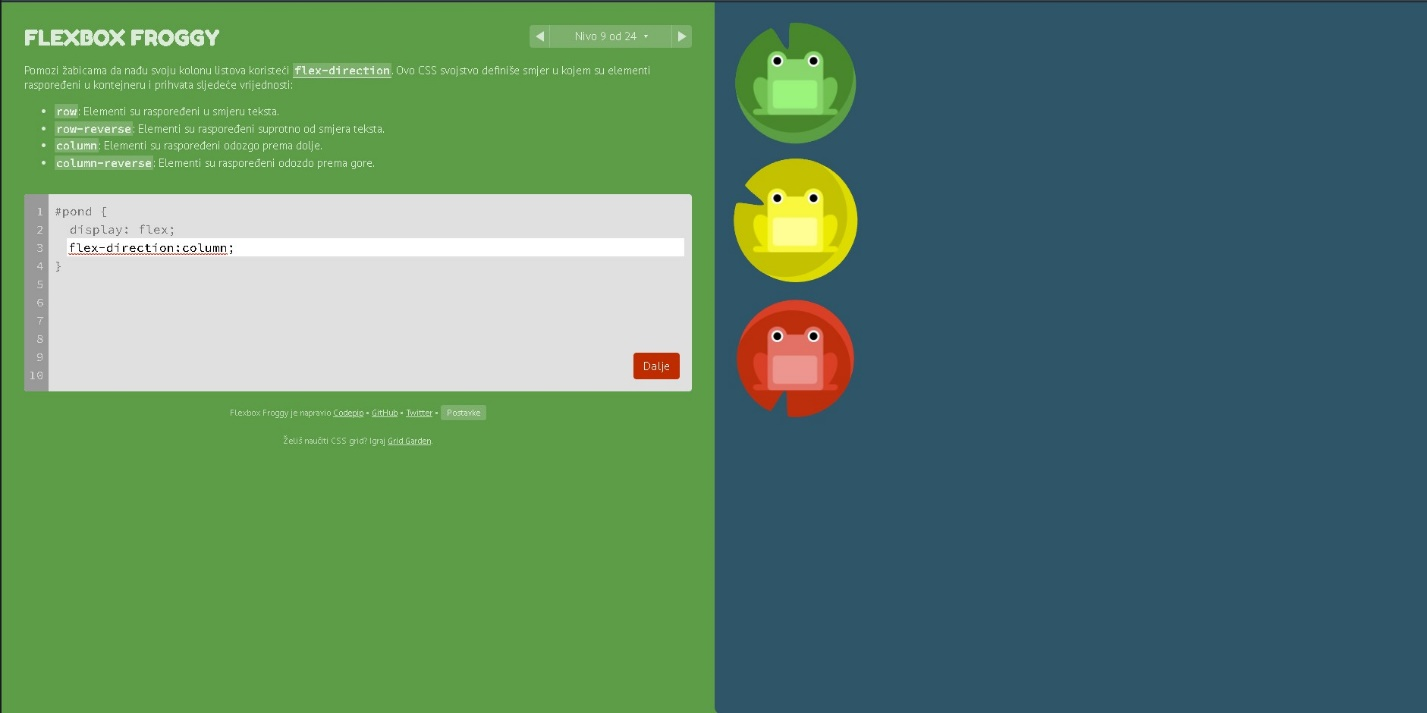 FLEXBOX FROGGY
◀ Nivo 9 od 24 ▾ ▶
Pomozi žabicama da nađu svoju kolonu listova koristeći flex-direction. Ovo CSS svojstvo definiše smjer u kojem su elementi
raspoređeni u kontejneru i prihvata sljedeće vrijednosti:
• row: Elementi su raspoređeni u smjeru teksta.
• row-reverse: Elementi su raspoređeni suprotno od smjera teksta.
• column: Elementi su raspoređeni odozgo prema dolje.
• column-reverse: Elementi su raspoređeni odozdo prema gore.
1 #pond {
2 display: flex;
3 flex-direction:column;
4 }
5
6
7
8
9
10
Dalje
Flexbox Froggy je napravio Codepip • GitHub • Twitter • Postavke
Želiš naučiti CSS grid? Igraj Grid Garden